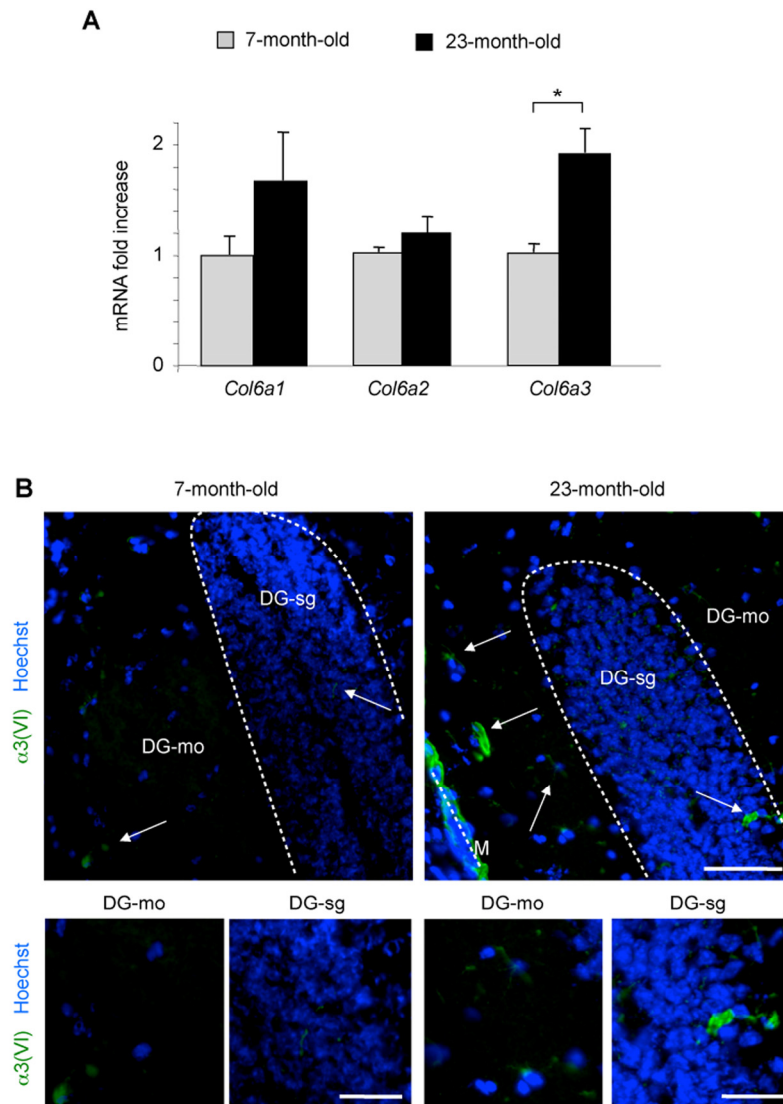 A
7-month-old 23-month-old
*
mRNA fold increase
2
1
0
Col6a1 Col6a2 Col6a3
B
7-month-old 23-month-old
α3(VI) Hoechst
DG-sg
DG-mo
DG-mo
DG-sg
M
DG-mo DG-sg DG-mo DG-sg
α3(VI) Hoechst